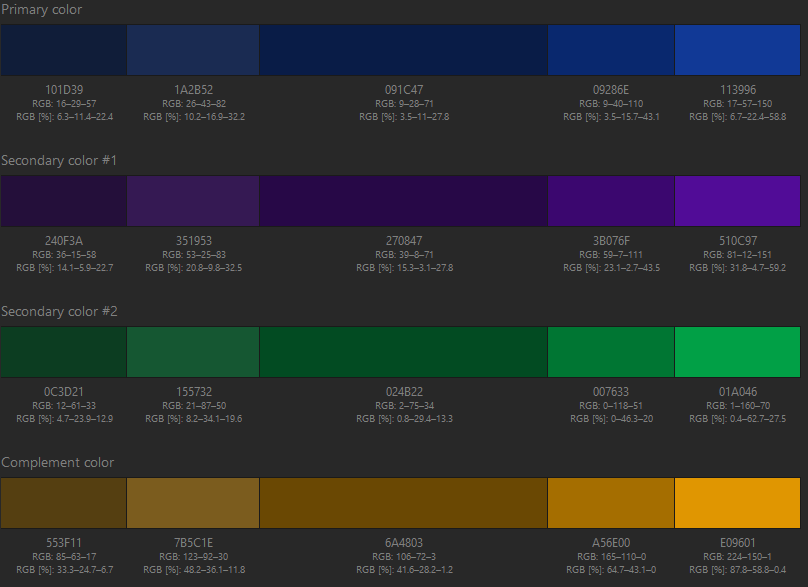 Primary color
101D39 1A2B52 091C47 09286E 113996
RGB: 16–29–57 RGB: 26–43–82 RGB: 9–28–71 RGB: 9–40–110 RGB: 17–57–150
RGB [%]: 6.3–11.4–22.4 RGB [%]: 10.2–16.9–32.2 RGB [%]: 3.5–11–27.8 RGB [%]: 3.5–15.7–43.1 RGB [%]: 6.7–22.4–58.8
Secondary color #1
240F3A 351953 270847 3B076F 510C97
RGB: 36–15–58 RGB: 53–25–83 RGB: 39–8–71 RGB: 59–7–111 RGB: 81–12–151
RGB [%]: 14.1–5.9–22.7 RGB [%]: 20.8–9.8–32.5 RGB [%]: 15.3–3.1–27.8 RGB [%]: 23.1–2.7–43.5 RGB [%]: 31.8–4.7–59.2
Secondary color #2
0C3D21 155732 024B22 007633 01A046
RGB: 12–61–33 RGB: 21–87–50 RGB: 2–75–34 RGB: 0–118–51 RGB: 1–160–70
RGB [%]: 4.7–23.9–12.9 RGB [%]: 8.2–34.1–19.6 RGB [%]: 0.8–29.4–13.3 RGB [%]: 0–46.3–20 RGB [%]: 0.4–62.7–27.5
Complement color
553F11 7B5C1E 6A4803 A56E00 E09601
RGB: 85–63–17 RGB: 123–92–30 RGB: 106–72–3 RGB: 165–110–0 RGB: 224–150–1
RGB [%]: 33.3–24.7–6.7 RGB [%]: 48.2–36.1–11.8 RGB [%]: 41.6–28.2–1.2 RGB [%]: 64.7–43.1–0 RGB [%]: 87.8–58.8–0.4